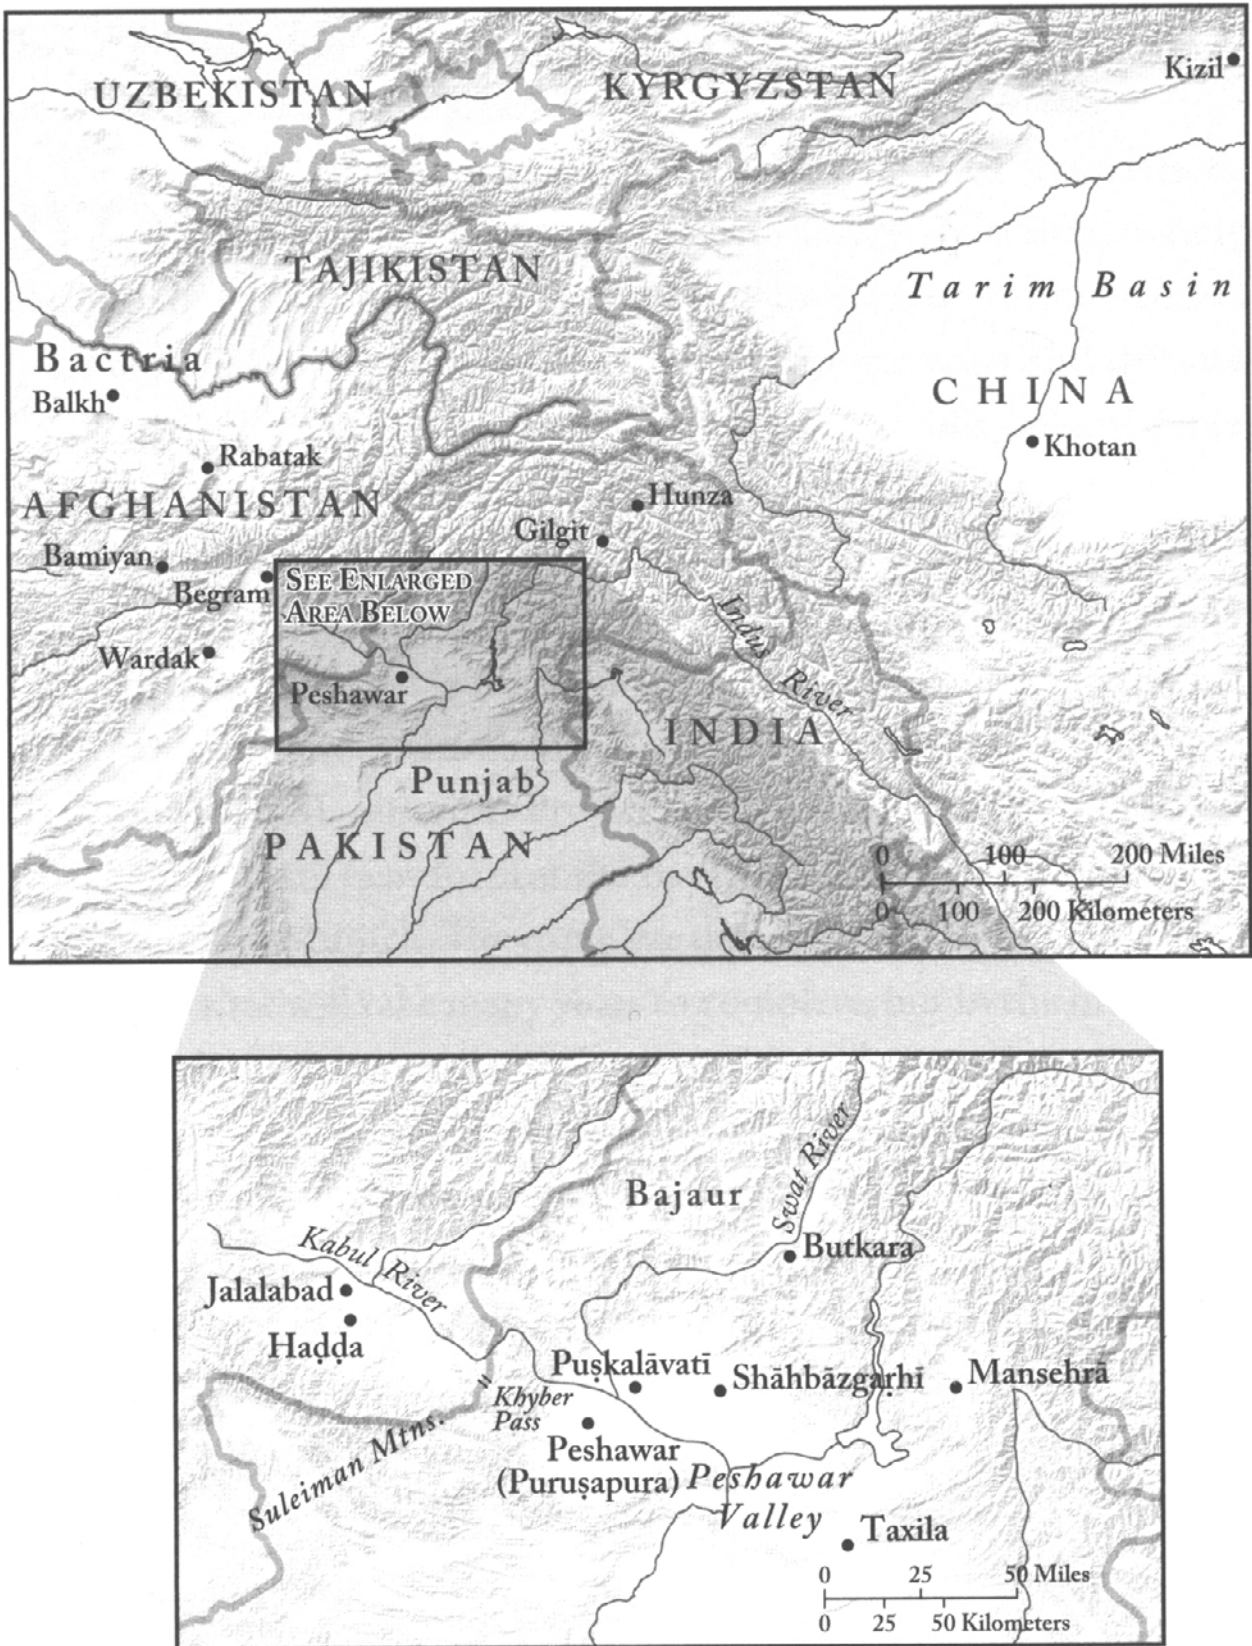 UZBEKISTAN
KYRGYZSTAN
Kizil
TAJIKISTAN
Tarim Basin
Bactria
Balkh
CHINA
Khotan
Rabatak
AFGHANISTAN
Hunza
Gilgit
Bamiyan
Begram
SEE ENLARGED
AREA BELOW
Indus River
Wardak
Peshawar
INDIA
Punjab
PAKISTAN
0 100 200 Miles
0 100 200 Kilometers
Swat River
Bajaur
Kabul River
Butkara
Jalalabad
Haḍḍa
Puṣkalāvatī
Shāhbāzgaṛhī
Mansehrā
Khyber
Pass
Suleiman Mtns.
Peshawar
(Puruṣapura)
Peshawar
Valley
Taxila
0 25 50 Miles
0 25 50 Kilometers